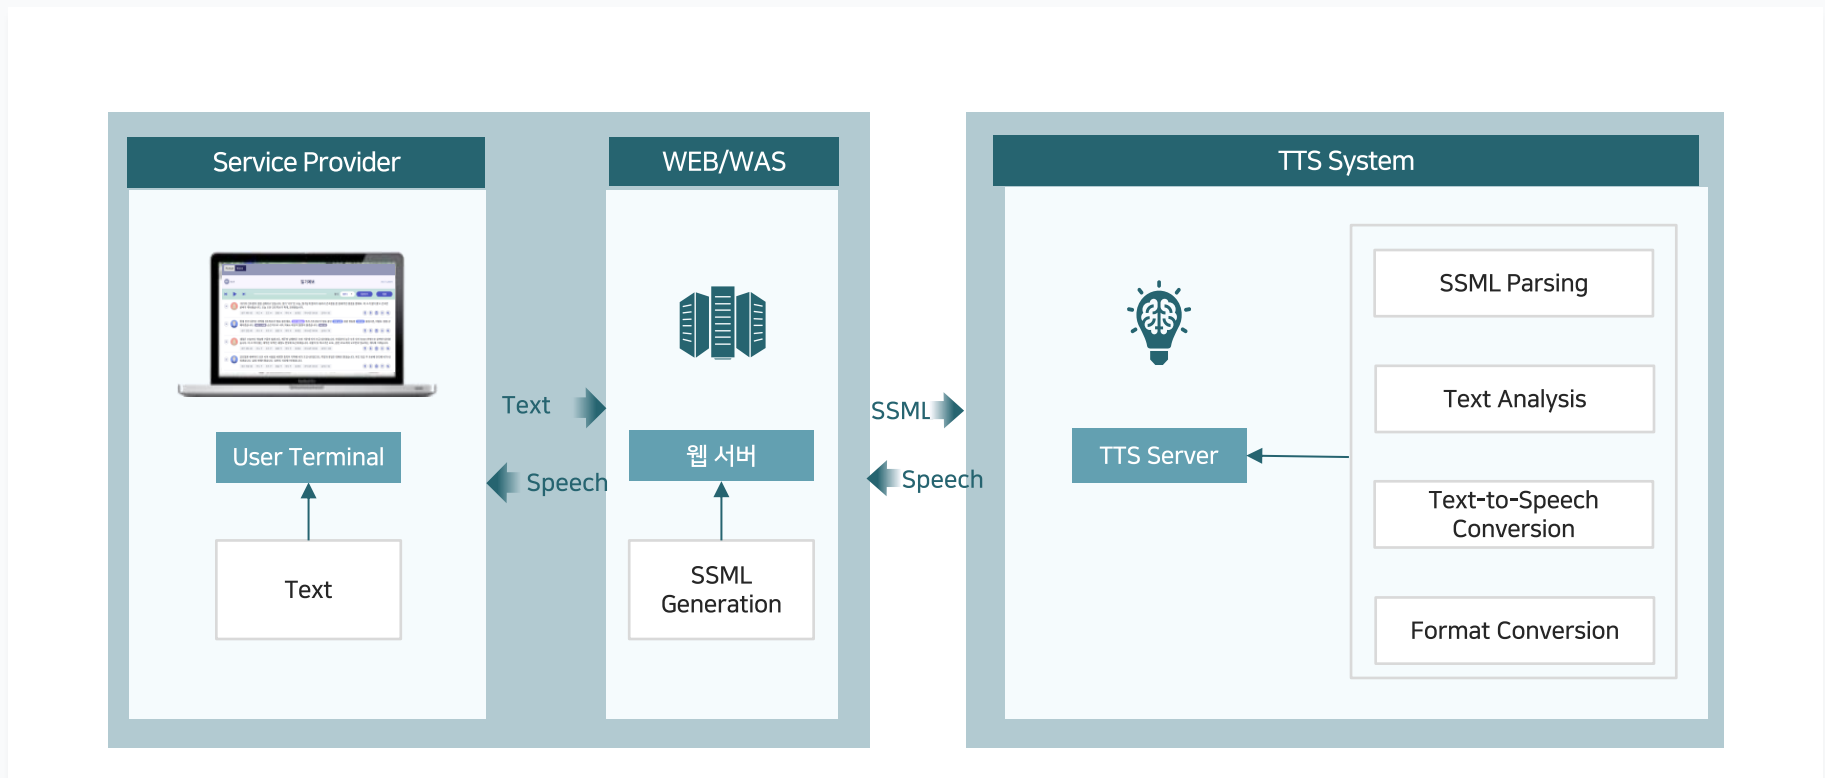 Service Provider
WEB/WAS
TTS System
SSML Parsing
Text Analysis
Text
SSML
User Terminal
웹 서버
TTS Server
Speech
Speech
Text-to-Speech
Conversion
Text
SSML
Generation
Format Conversion